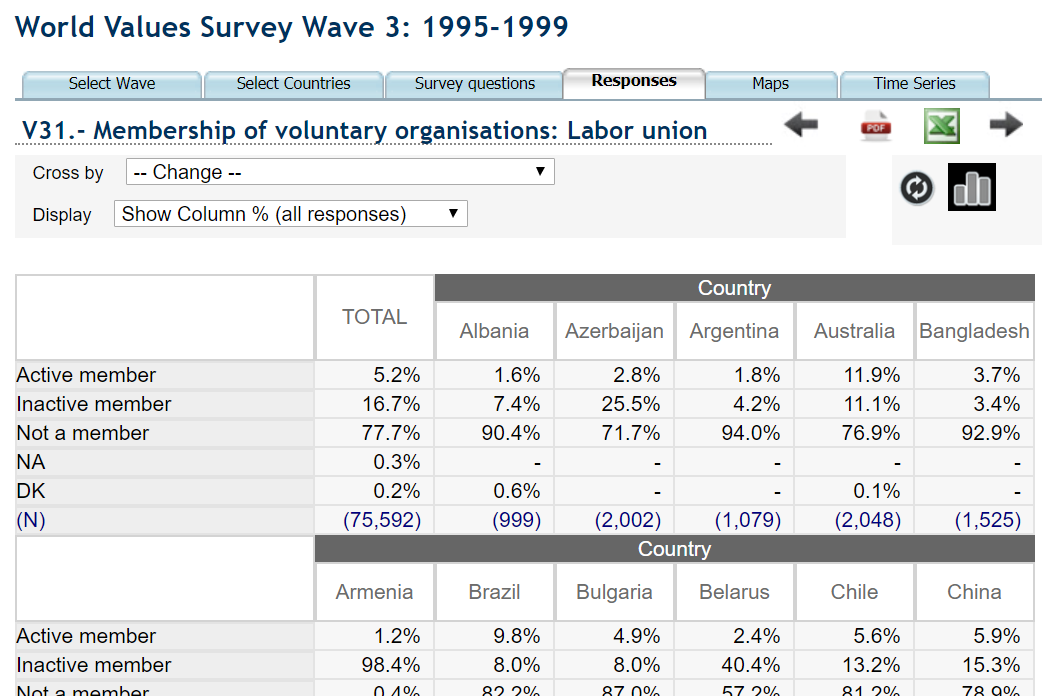 World Values Survey Wave 3: 1995-1999
Select Wave Select Countries Survey questions Responses Maps Time Series
V31.- Membership of voluntary organisations: Labor union
PDF
Cross by -- Change --
Display Show Column % (all responses)
Country
TOTAL Albania Azerbaijan Argentina Australia Bangladesh
Active member 5.2% 1.6% 2.8% 1.8% 11.9% 3.7%
Inactive member 16.7% 7.4% 25.5% 4.2% 11.1% 3.4%
Not a member 77.7% 90.4% 71.7% 94.0% 76.9% 92.9%
NA 0.3% - - - - -
DK 0.2% 0.6% - - 0.1% -
(N) (75,592) (999) (2,002) (1,079) (2,048) (1,525)
Country
Armenia Brazil Bulgaria Belarus Chile China
Active member 1.2% 9.8% 4.9% 2.4% 5.6% 5.9%
Inactive member 98.4% 8.0% 8.0% 40.4% 13.2% 15.3%
Not a member 0.4% 82.2% 87.0% 57.2% 81.2% 78.9%